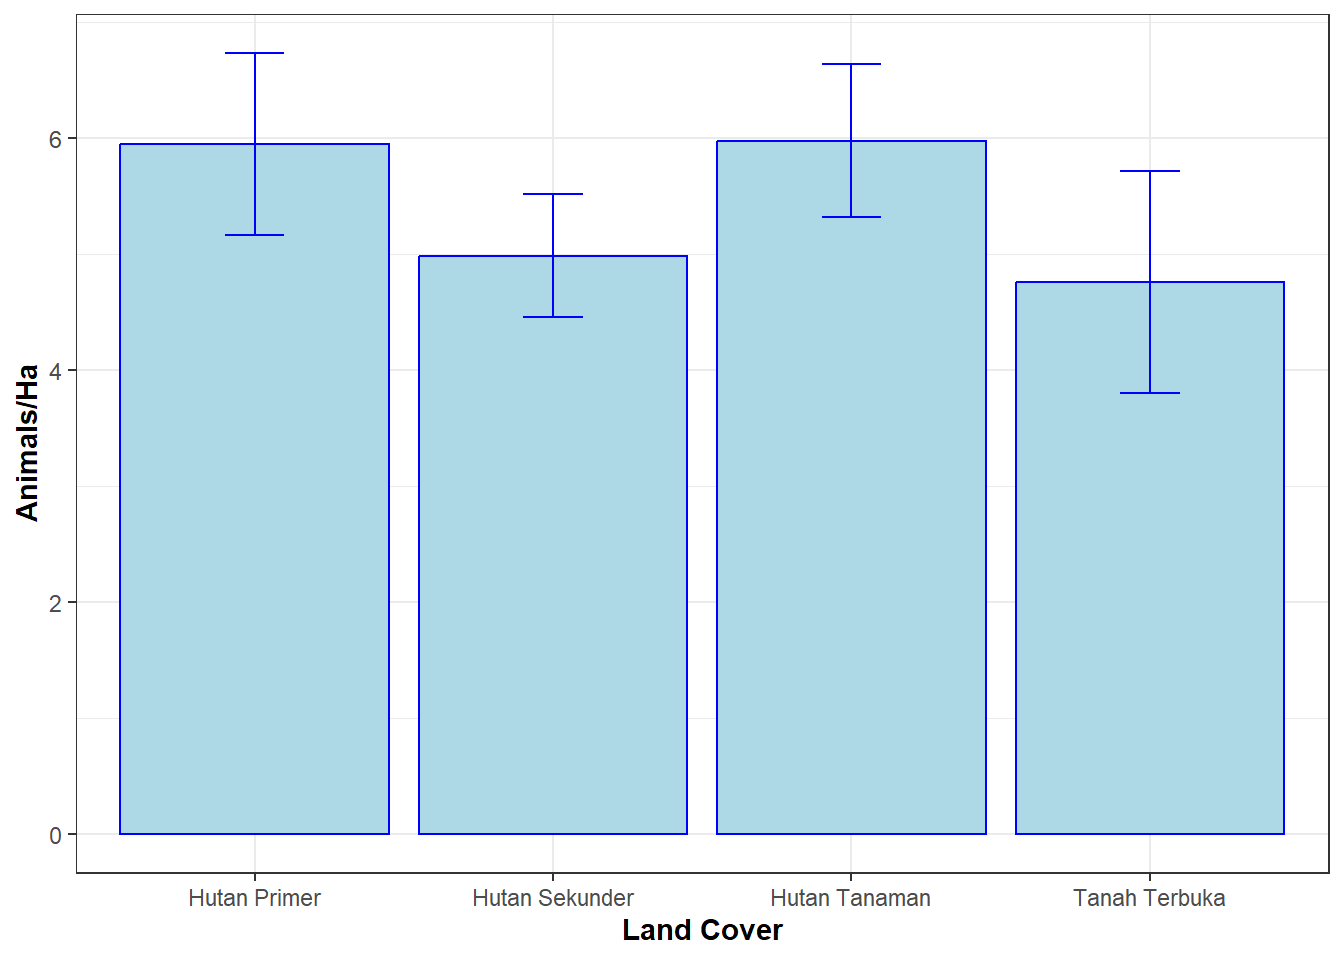 Animals/Ha
6
4
2
0
Hutan Primer
Hutan Sekunder
Hutan Tanaman
Tanah Terbuka
Land Cover